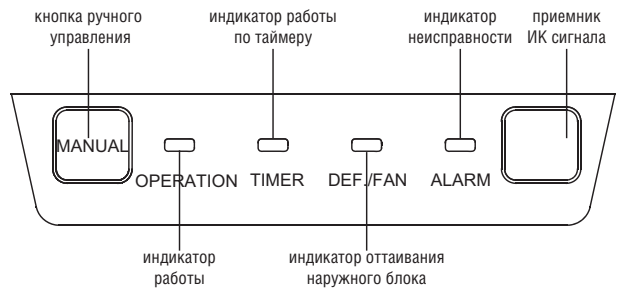 кнопка ручного
управления
индикатор работы
по таймеру
индикатор
неисправности
приемник
ИК сигнала
MANUAL
OPERATION
TIMER
DEF./FAN
ALARM
индикатор
работы
индикатор оттаивания
наружного блока